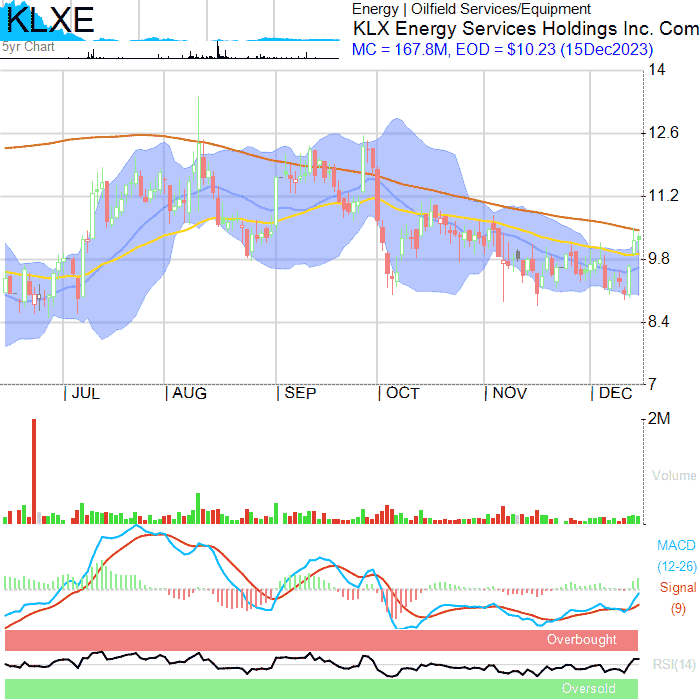 KLXE
5yr Chart
Energy | Oilfield Services/Equipment
KLX Energy Services Holdings Inc. Com
MC = 167.8M, EOD = $10.23 (15Dec2023)
14
12.6
11.2
9.8
8.4
7
| JUL | AUG | SEP | OCT | NOV | DEC
2M
Volume
MACD
(12-26)
Signal
(9)
Overbought
RSI(14)
Oversold